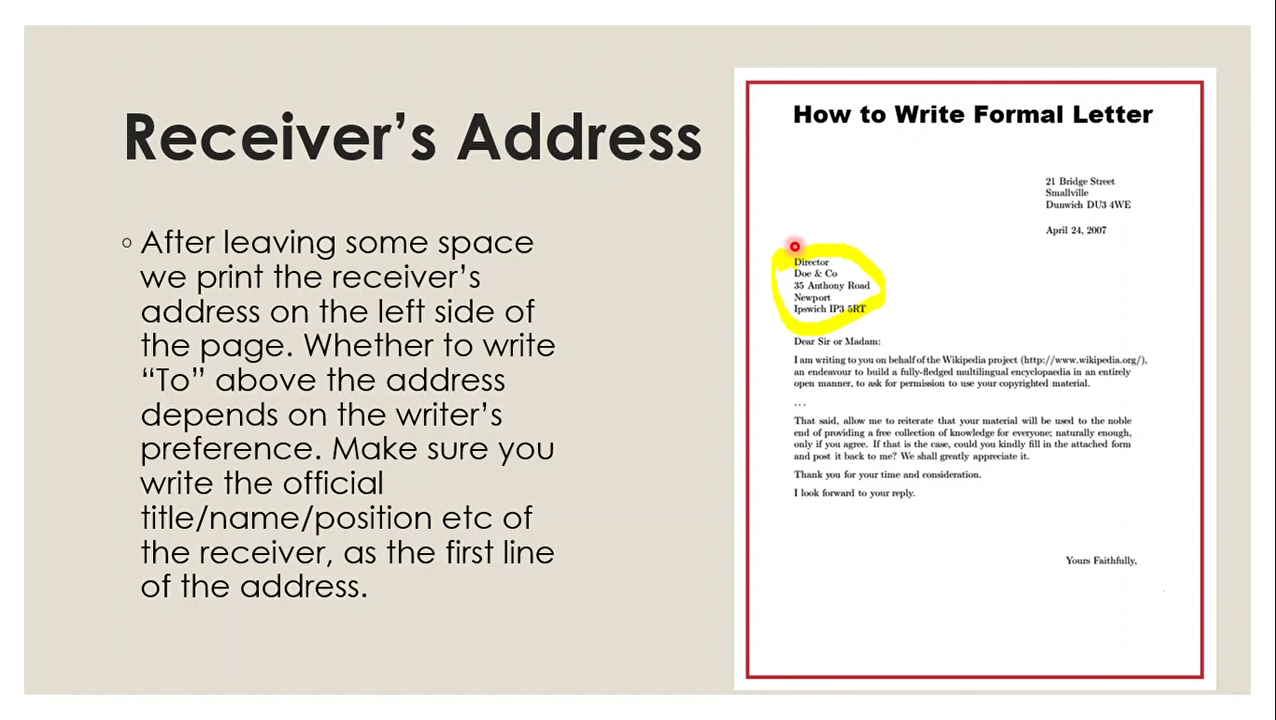 Receiver’s Address
◦ After leaving some space
we print the receiver’s
address on the left side of
the page. Whether to write
“To” above the address
depends on the writer’s
preference. Make sure you
write the official
title/name/position etc of
the receiver, as the first line
of the address.
How to Write Formal Letter
21 Bridge Street
Smallville
Dunwich DU3 4WE
April 24, 2007
Director
Doe & Co
35 Anthony Road
Newport
Ipswich IP3 5RT
Dear Sir or Madam:
I am writing to you on behalf of the Wikipedia project (http://www.wikipedia.org/),
an endeavour to build a fully-fledged multilingual encyclopaedia in an entirely
open manner, to ask for permission to use your copyrighted material.
...
That said, allow me to reiterate that your material will be used to the noble
end of providing a free collection of knowledge for everyone; naturally enough,
only if you agree. If that is the case, could you kindly fill in the attached form
and post it back to me? We shall greatly appreciate it.
Thank you for your time and consideration.
I look forward to your reply.
Yours Faithfully,